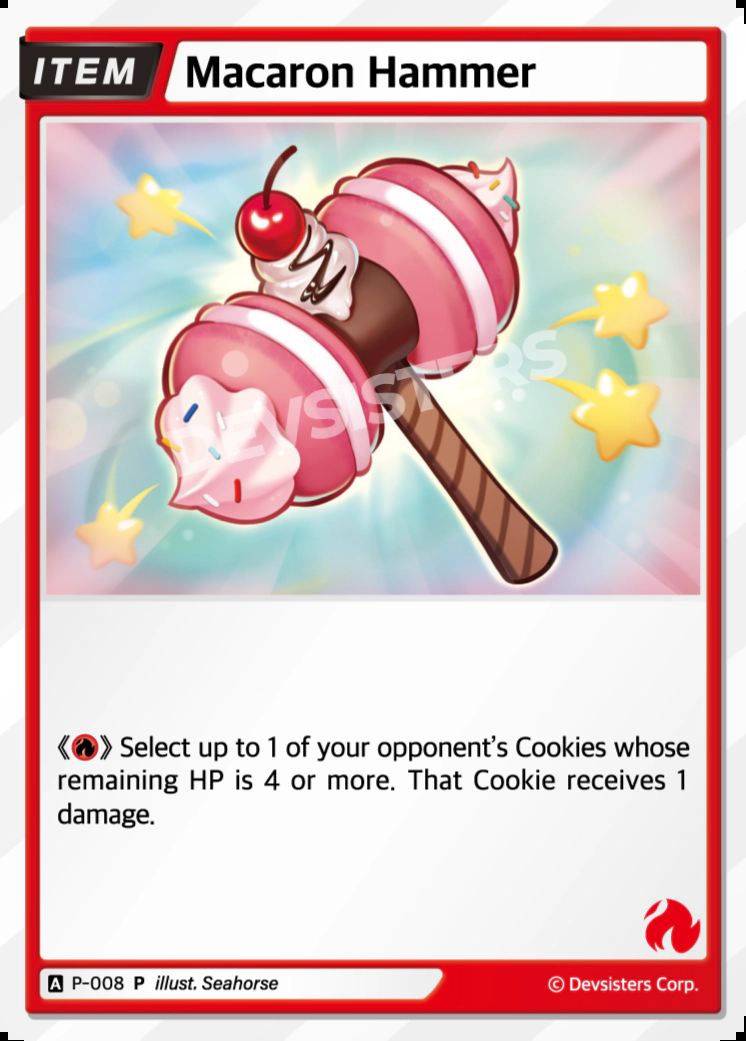 ITEM
Macaron Hammer
DEVSISTERS
《》 Select up to 1 of your opponent's Cookies whose
remaining HP is 4 or more. That Cookie receives 1
damage.
A P-008 P illust. Seahorse
© Devsisters Corp.